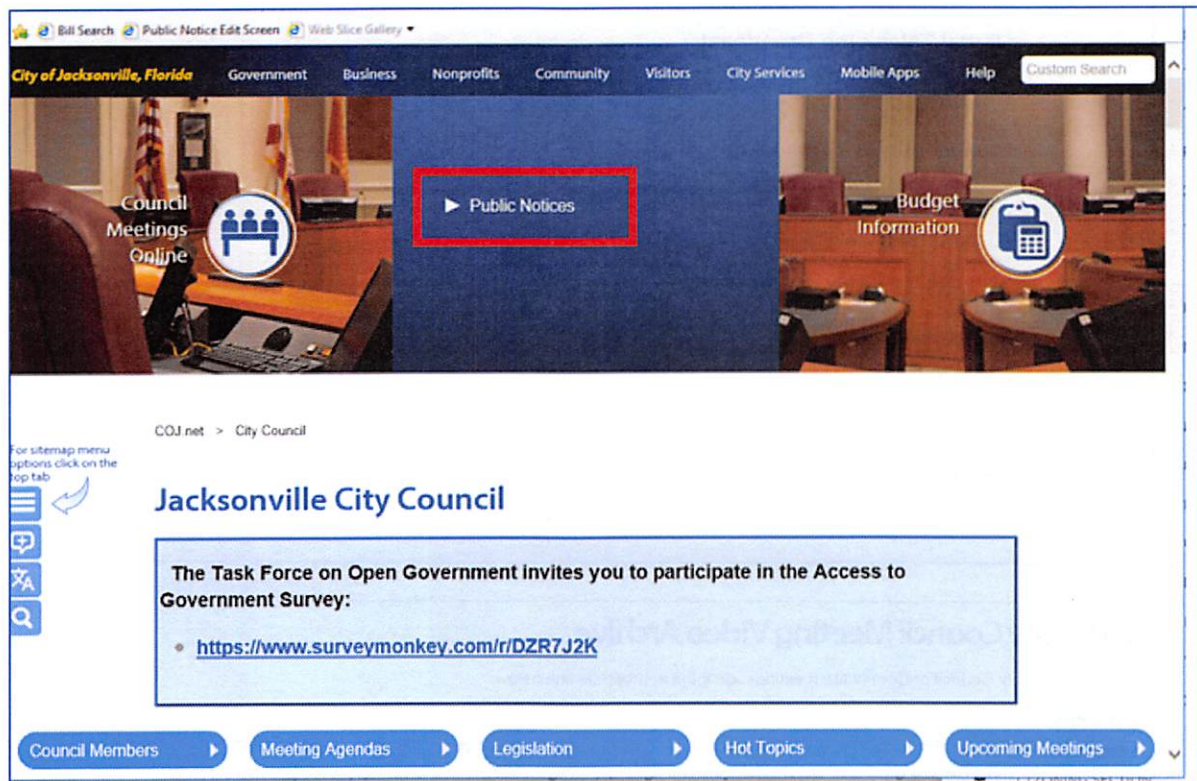 Bill Search Public Notice Edit Screen Web Slice Gallery
City of Jacksonville, Florida Government Business Nonprofits Community Visitors City Services Mobile Apps Help Custom Search
Council
Meetings
Online
Public Notices
Budget
Information
COJ.net > City Council
For sitemap menu
options click on the
top tab
Jacksonville City Council
The Task Force on Open Government invites you to participate in the Access to
Government Survey:
https://www.surveymonkey.com/r/DZR7J2K
Council Members Meeting Agendas Legislation Hot Topics Upcoming Meetings